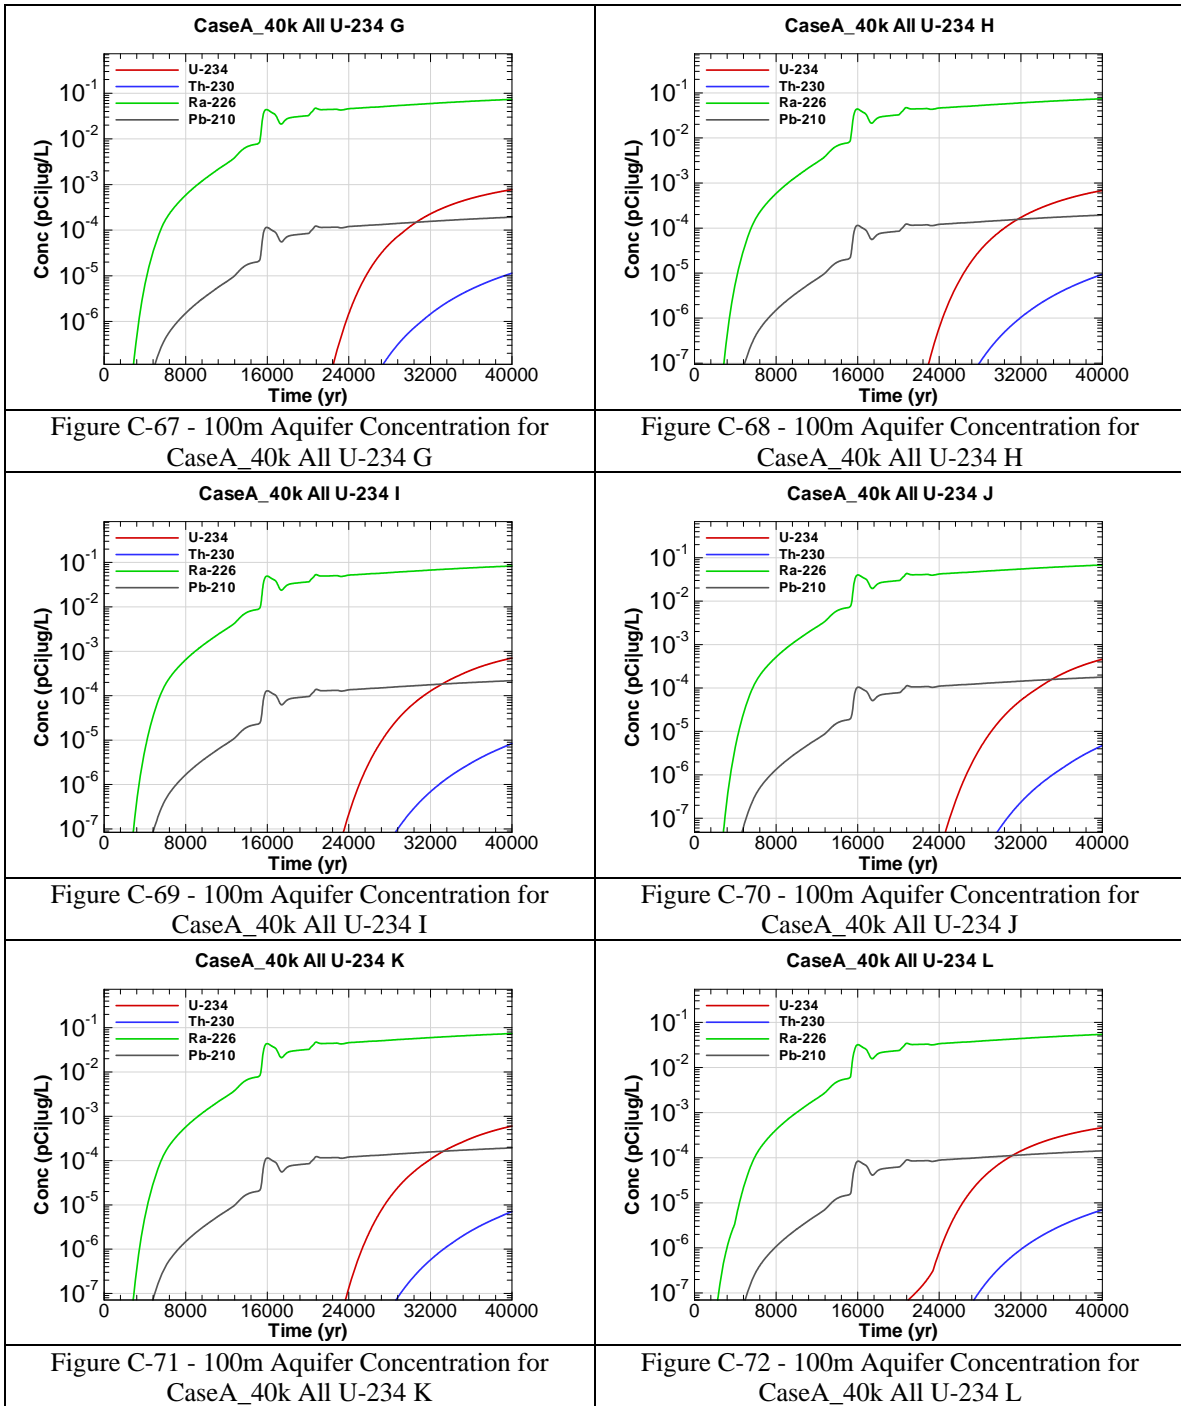 CaseA_40k All U-234 G
U-234
Th-230
Ra-226
Pb-210
Conc (pCi|ug/L)
10-1
10-2
10-3
10-4
10-5
10-6
0 8000 16000 24000 32000 40000
Time (yr)
Figure C-67 - 100m Aquifer Concentration for
CaseA_40k All U-234 G
CaseA_40k All U-234 H
U-234
Th-230
Ra-226
Pb-210
Conc (pCi|ug/L)
10-1
10-2
10-3
10-4
10-5
10-6
10-7
0 8000 16000 24000 32000 40000
Time (yr)
Figure C-68 - 100m Aquifer Concentration for
CaseA_40k All U-234 H
CaseA_40k All U-234 I
U-234
Th-230
Ra-226
Pb-210
Conc (pCi|ug/L)
10-1
10-2
10-3
10-4
10-5
10-6
10-7
0 8000 16000 24000 32000 40000
Time (yr)
Figure C-69 - 100m Aquifer Concentration for
CaseA_40k All U-234 I
CaseA_40k All U-234 J
U-234
Th-230
Ra-226
Pb-210
Conc (pCi|ug/L)
10-1
10-2
10-3
10-4
10-5
10-6
10-7
0 8000 16000 24000 32000 40000
Time (yr)
Figure C-70 - 100m Aquifer Concentration for
CaseA_40k All U-234 J
CaseA_40k All U-234 K
U-234
Th-230
Ra-226
Pb-210
Conc (pCi|ug/L)
10-1
10-2
10-3
10-4
10-5
10-6
10-7
0 8000 16000 24000 32000 40000
Time (yr)
Figure C-71 - 100m Aquifer Concentration for
CaseA_40k All U-234 K
CaseA_40k All U-234 L
U-234
Th-230
Ra-226
Pb-210
Conc (pCi|ug/L)
10-1
10-2
10-3
10-4
10-5
10-6
10-7
0 8000 16000 24000 32000 40000
Time (yr)
Figure C-72 - 100m Aquifer Concentration for
CaseA_40k All U-234 L